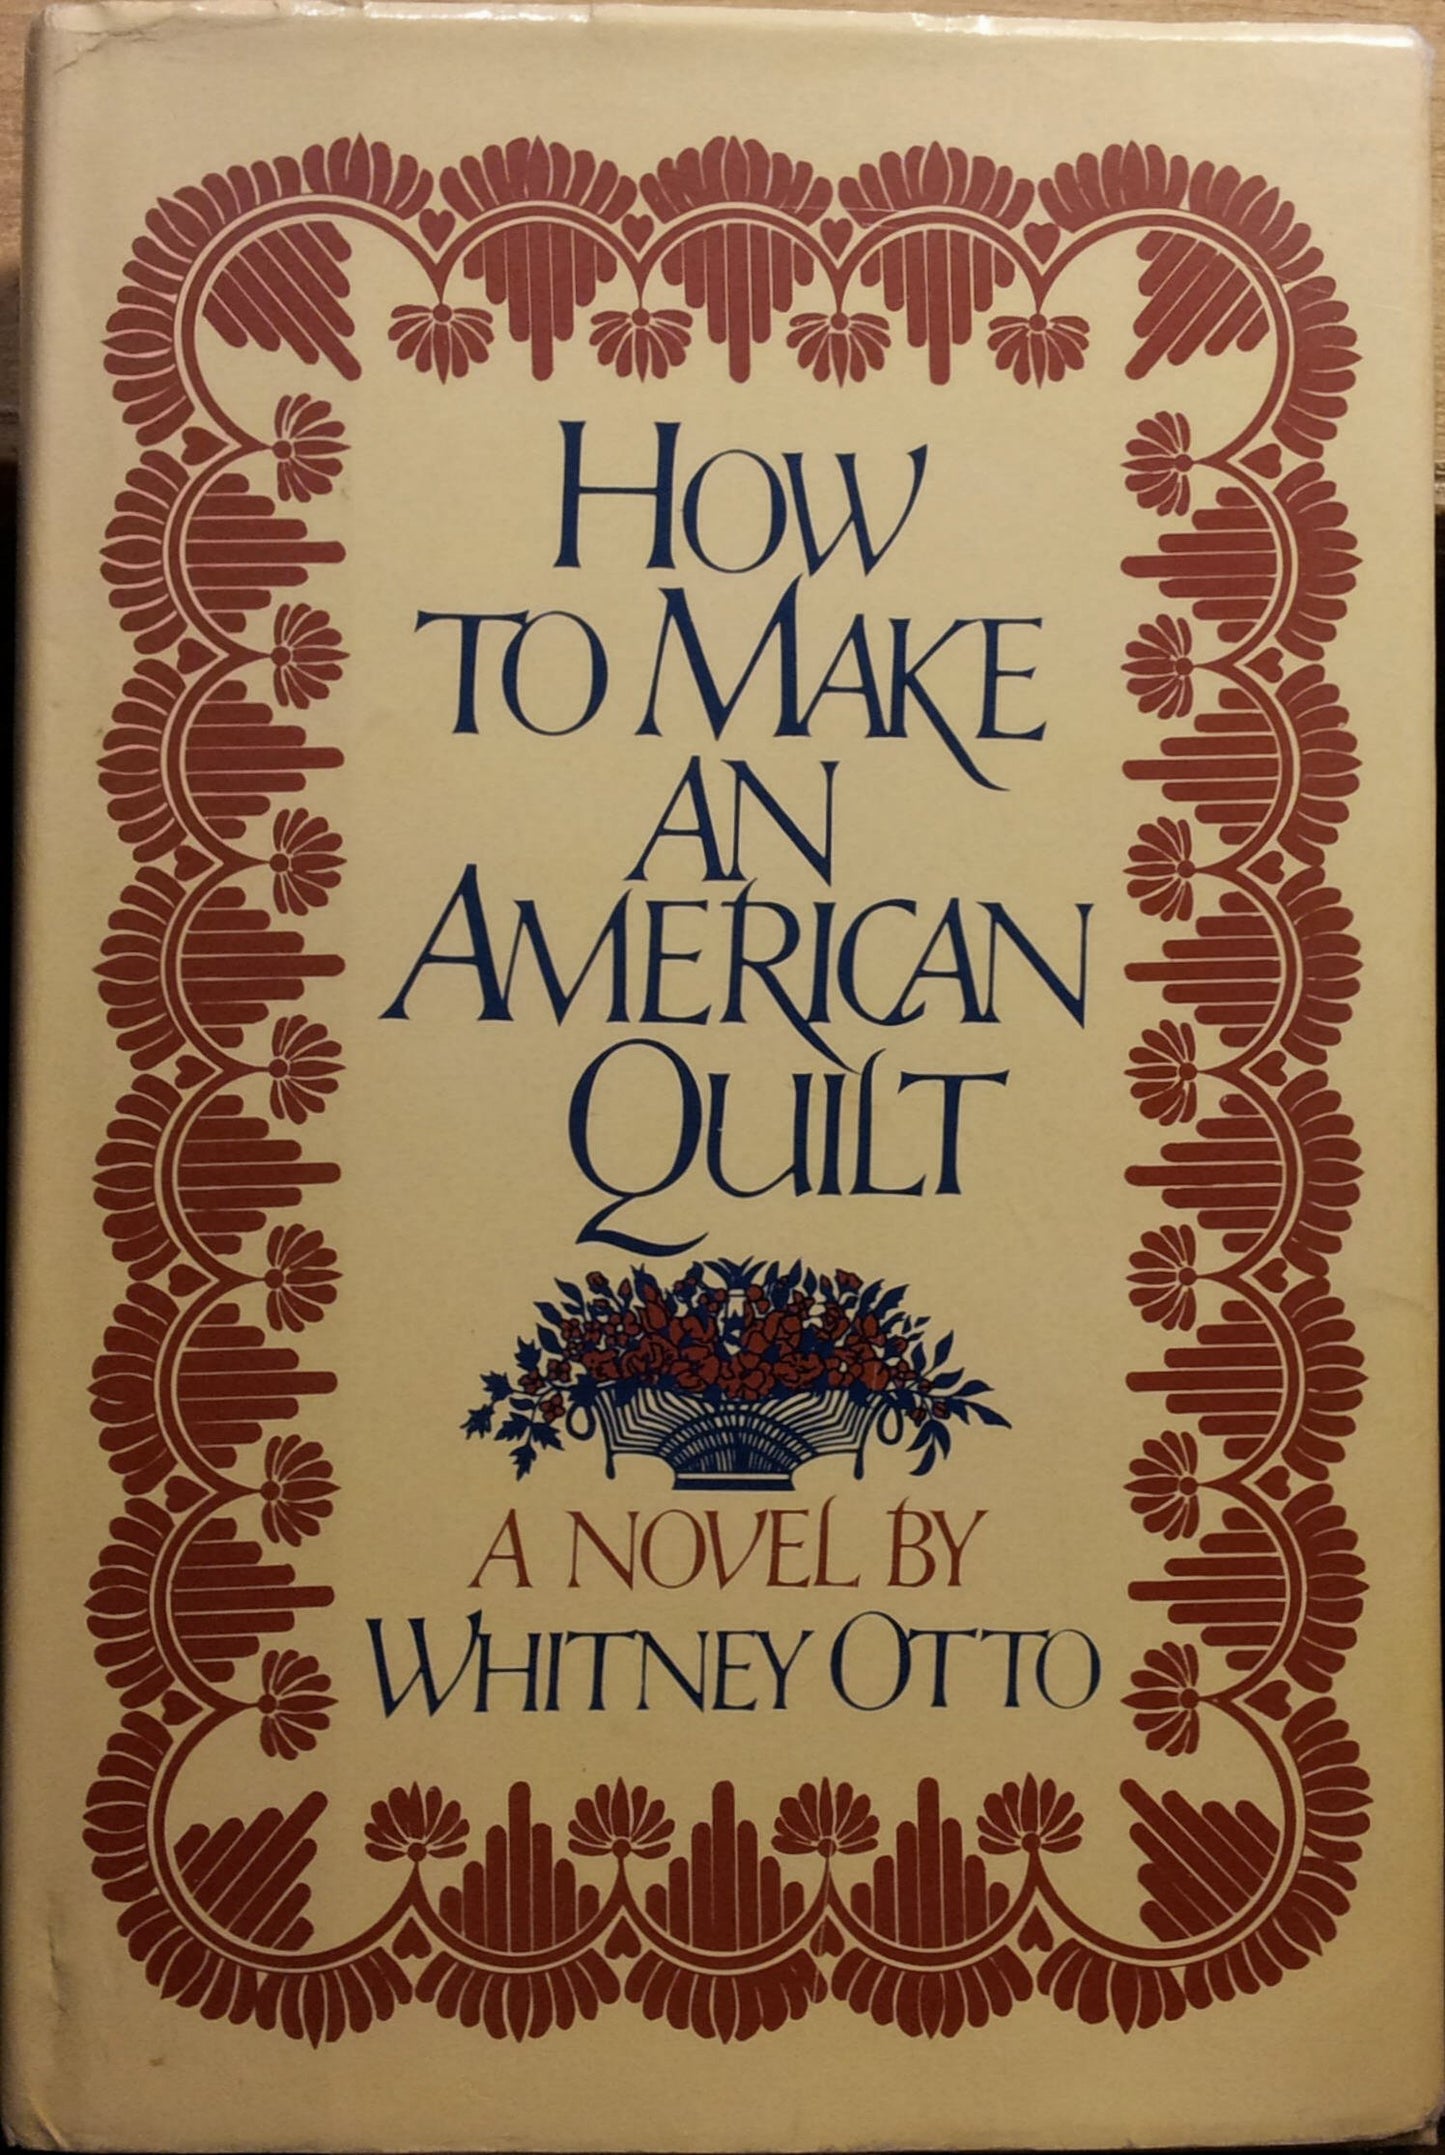 HOW
TO MAKE
AN
AMERICAN
QUILT
A NOVEL BY
WHITNEY OTTO